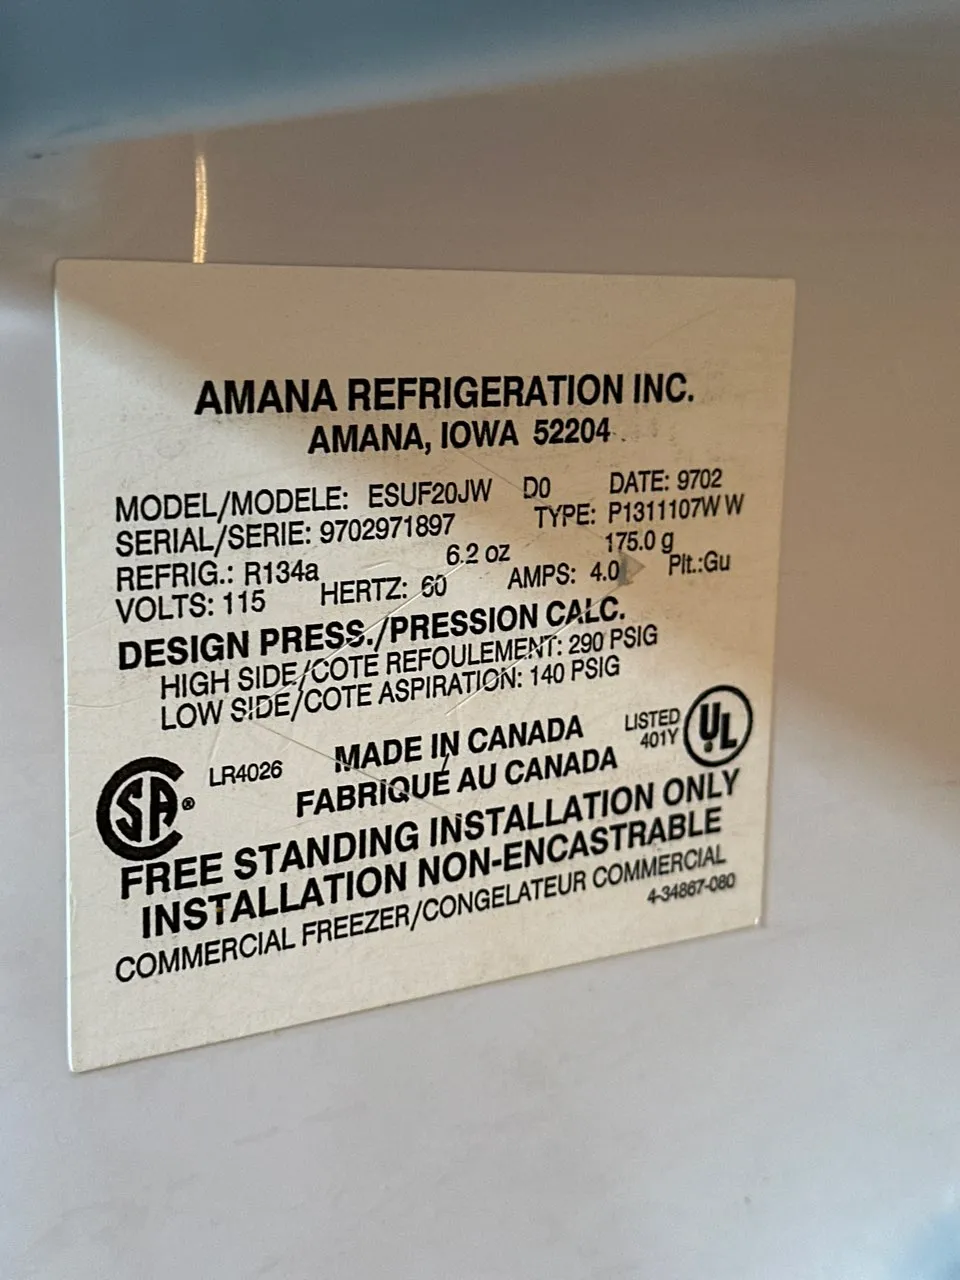 AMANA REFRIGERATION INC.
AMANA, IOWA 52204
MODEL/MODELE: ESUF20JW D0 DATE: 9702
SERIAL/SERIE: 9702971897 TYPE: P1311107W W
REFRIG.: R134a 6.2 oz 175.0 g
VOLTS: 115 HERTZ: 60 AMPS: 4.0 Plt.:Gu
DESIGN PRESS./PRESSION CALC.
HIGH SIDE/COTE REFOULEMENT: 290 PSIG
LOW SIDE/COTE ASPIRATION: 140 PSIG
SA® LR4026 MADE IN CANADA LISTED UL
FABRIQUÉ AU CANADA 401Y
FREE STANDING INSTALLATION ONLY
INSTALLATION NON-ENCASTRABLE
COMMERCIAL FREEZER/CONGELATEUR COMMERCIAL
4-34867-080